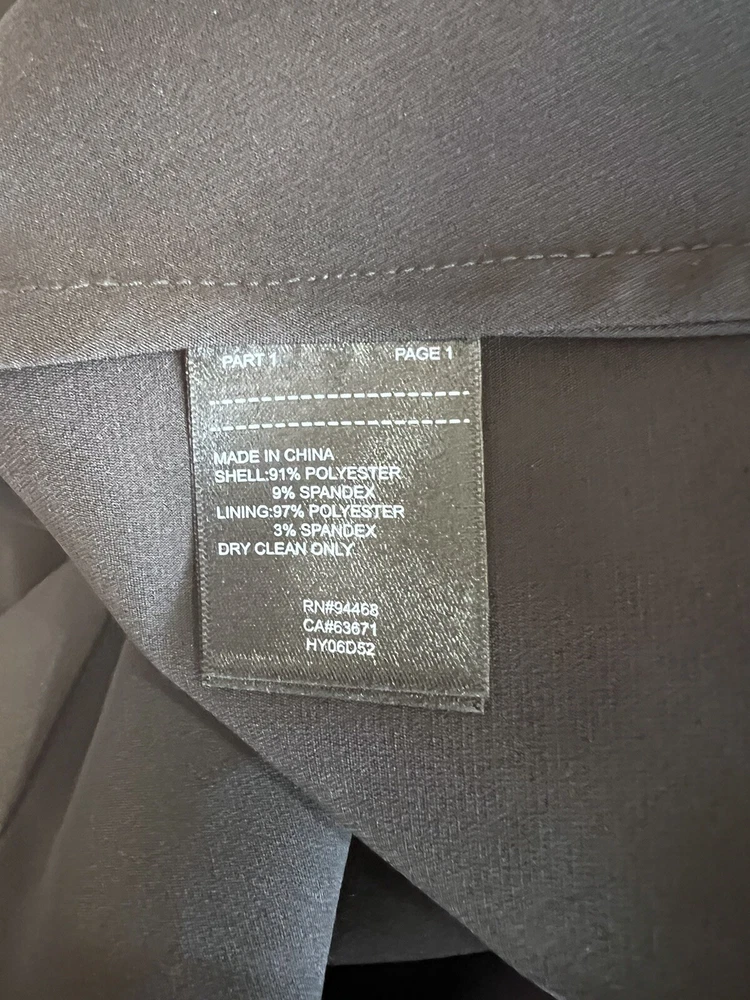 PART 1 PAGE 1
MADE IN CHINA
SHELL:91% POLYESTER
9% SPANDEX
LINING:97% POLYESTER
3% SPANDEX
DRY CLEAN ONLY
RN#94468
CA#63671
HY06D52